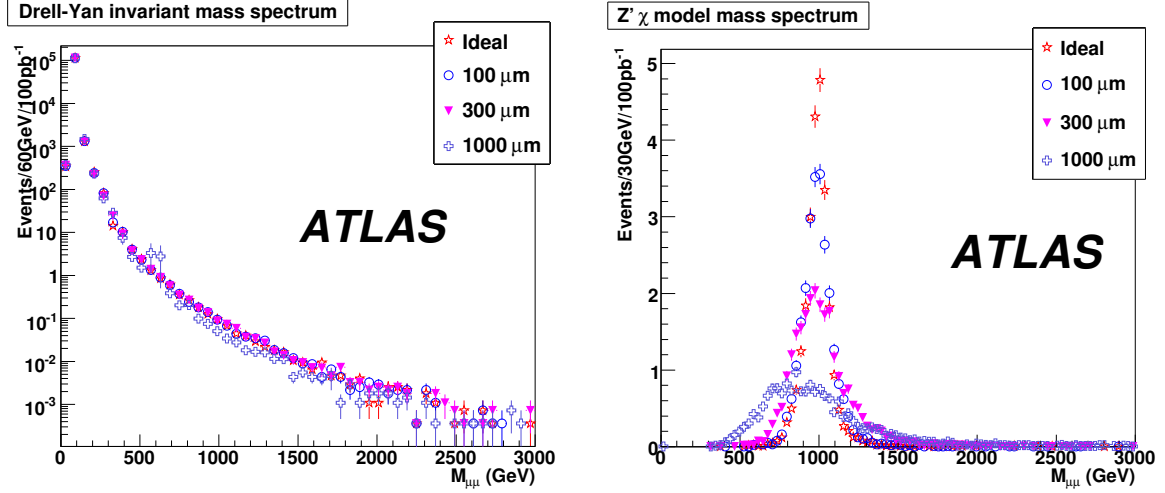 Drell-Yan invariant mass spectrum
Events/60GeV/100pb⁻¹
10⁵
10⁴
10³
10²
10
1
10⁻¹
10⁻²
10⁻³
Ideal
100 μm
300 μm
1000 μm
ATLAS
0 500 1000 1500 2000 2500 3000
M_μμ (GeV)
Z' χ model mass spectrum
Events/30GeV/100pb⁻¹
5
4
3
2
1
0
Ideal
100 μm
300 μm
1000 μm
ATLAS
0 500 1000 1500 2000 2500 3000
M_μμ (GeV)